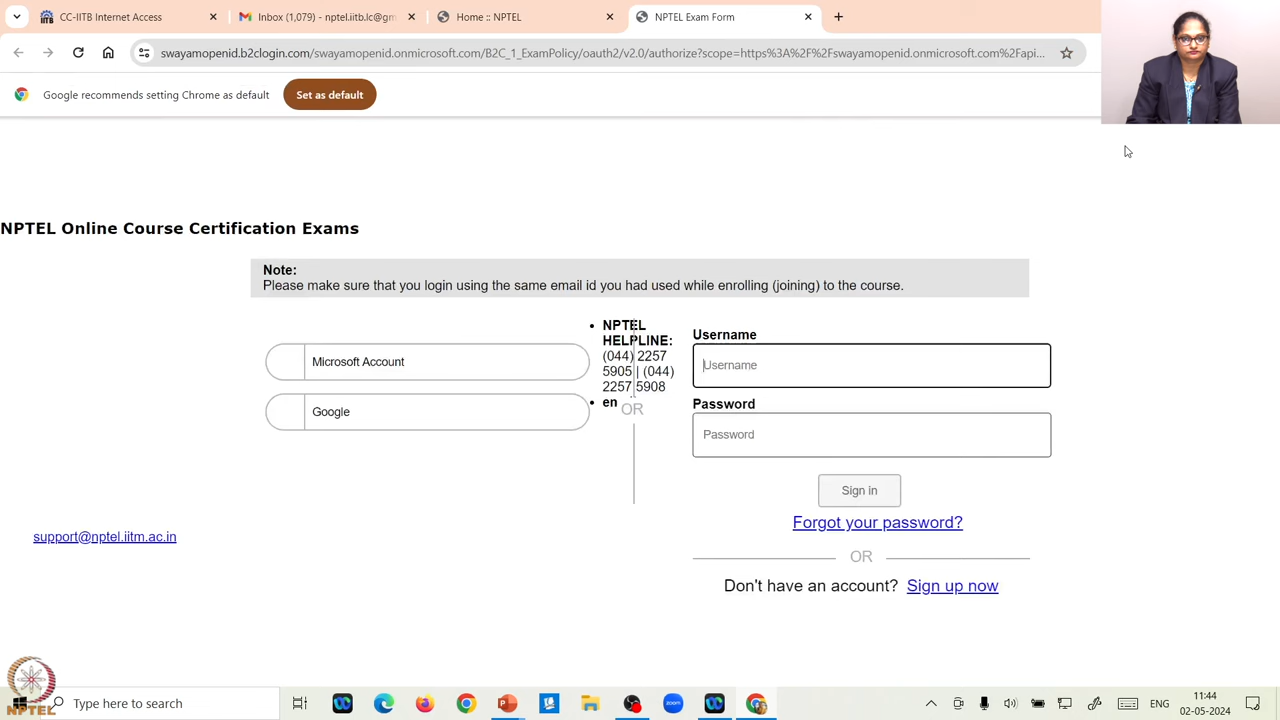 CC-IITB Internet Access
Inbox (1,079) - nptel.iitb.lc@gm
Home :: NPTEL
NPTEL Exam Form
swayamopenid.b2clogin.com/swayamopenid.onmicrosoft.com/B2C_1_ExamPolicy/oauth2/v2.0/authorize?scope=https%3A%2F%2Fswayamopenid.onmicrosoft.com%2Fapi...
Google recommends setting Chrome as default
Set as default
NPTEL Online Course Certification Exams
Note:
Please make sure that you login using the same email id you had used while enrolling (joining) to the course.
Microsoft Account
Google
NPTEL
HELPLINE:
(044) 2257
5905 | (044)
2257 5908
en
OR
Username
Username
Password
Password
Sign in
Forgot your password?
OR
Don't have an account? Sign up now
support@nptel.iitm.ac.in
NPTEL
Type here to search
ENG
11:44
02-05-2024